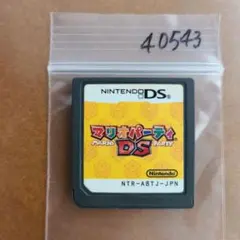 40543
NINTENDO DS
マリオパーティ
MARIO PARTY
DS
Nintendo
NTR-A8TJ-JPN